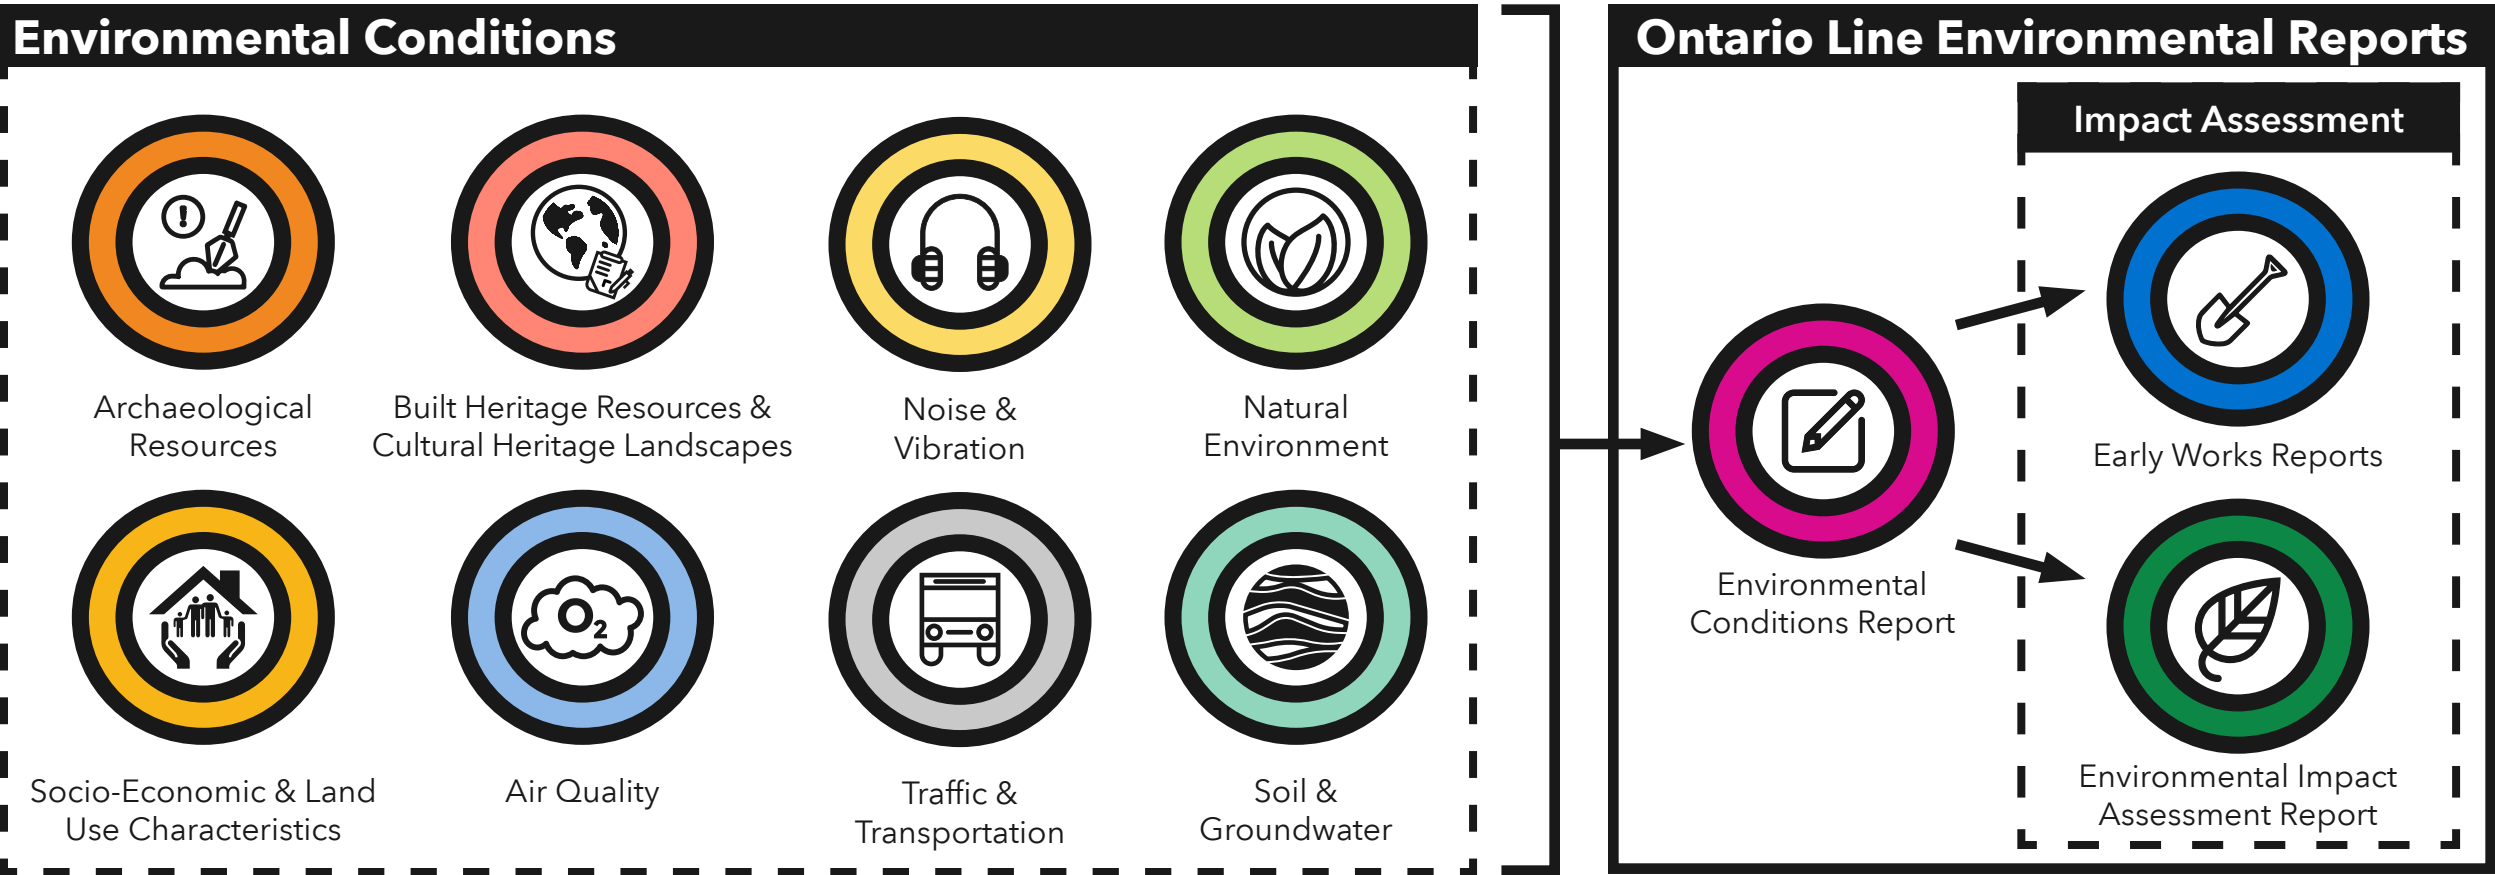 Environmental Conditions
Archaeological
Resources
Built Heritage Resources &
Cultural Heritage Landscapes
Noise &
Vibration
Natural
Environment
Socio-Economic & Land
Use Characteristics
O2
Air Quality
Traffic &
Transportation
Soil &
Groundwater
Ontario Line Environmental Reports
Environmental
Conditions Report
Impact Assessment
Early Works Reports
Environmental Impact
Assessment Report